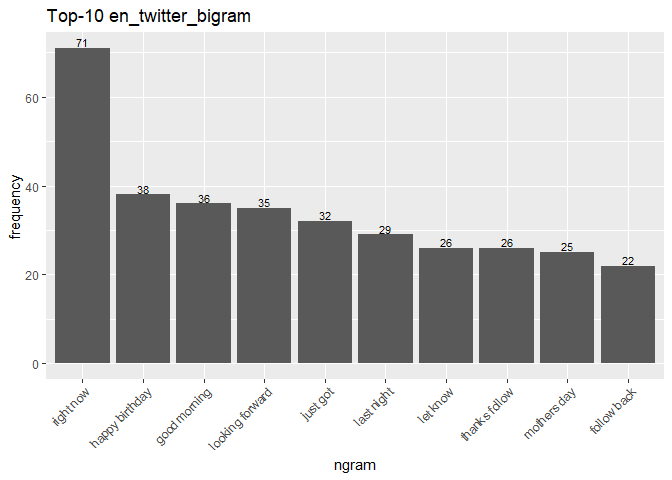 Top-10 en_twitter_bigram
71
38
36
35
32
29
26
26
25
22
60
40
20
0
frequency
right now
happy birthday
good morning
looking forward
just got
last night
let know
thanks follow
mothers day
follow back
ngram